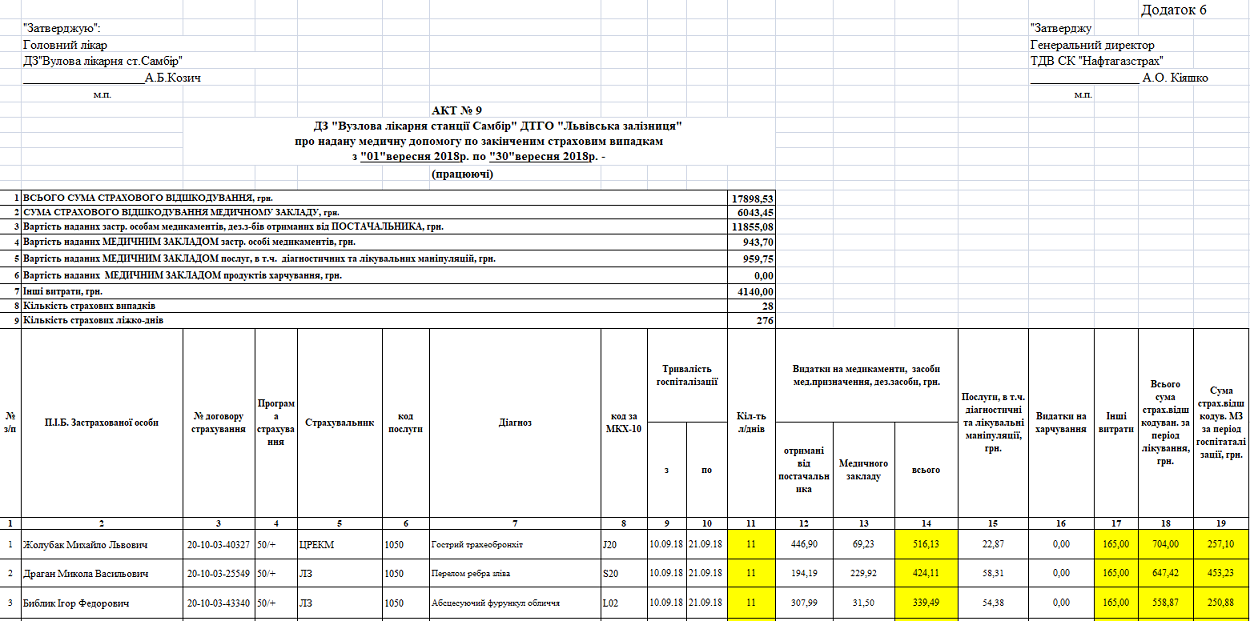 Додаток 6
"Затверджую":
"Затверджу
Головний лікар
Генеральний директор
ДЗ"Вулова лікарня ст.Самбір"
ТДВ СК "Нафтагазстрах"
А.Б.Козич
А.О. Кіяшко
м.п.
м.п.
АКТ № 9
ДЗ "Вузлова лікарня станції Самбір" ДТГО "Львівська залізниця"
про надану медичну допомогу по закінченим страховим випадкам
з "01"вересня 2018р. по "30"вересня 2018р. -
(працюючі)
1 ВСЬОГО СУМА СТРАХОВОГО ВІДШКОДУВАННЯ, грн. 17898,53
2 СУМА СТРАХОВОГО ВІДШКОДУВАННЯ МЕДИЧНОМУ ЗАКЛАДУ, грн. 6043,45
3 Вартість наданих застр. особам медикаментів, дез.з-бів отриманих від ПОСТАЧАЛЬНИКА, грн. 11855,08
4 Вартість наданих МЕДИЧНИМ ЗАКЛАДОМ застр. особі медикаментів, грн. 943,70
5 Вартість наданих МЕДИЧНИМ ЗАКЛАДОМ послуг, в т.ч. діагностичних та лікувальних маніпуляцій, грн. 959,75
6 Вартість наданих МЕДИЧНИМ ЗАКЛАДОМ продуктів харчування, грн. 0,00
7 Інші витрати, грн. 4140,00
8 Кількість страхових випадків 28
9 Кількість страхових ліжко-днів 276
№
з/п
П.І.Б. Застрахованої особи
№ договору
страхування
Програм
а
страхува
ння
Страхувальник
код
послуги
Діагноз
код за
МКХ-10
Тривалість
госпіталізації
з
по
Кіл-ть
л/днів
Видатки на медикаменти, засоби
мед.призначення, дез.засоби, грн.
отримані
від
постачальн
ика
Медичного
закладу
всього
Послуги, в т.ч.
діагностичні
та лікувальні
маніпуляції,
грн.
Видатки на
харчування
Інші
витрати
Всього
сума
страх.відш
кодуван. за
період
лікування,
грн.
Сума
страх.відш
кодув. МЗ
за період
госпітатали
зації, грн.
1 2 3 4 5 6 7 8 9 10 11 12 13 14 15 16 17 18 19
1 Жолубак Михайло Львович 20-10-03-40327 50/+ ЦРЕКМ 1050 Гострий трахеобронхіт J20 10.09.18 21.09.18 11 446,90 69,23 516,13 22,87 0,00 165,00 704,00 257,10
2 Драган Микола Васильович 20-10-03-25549 50/+ ЛЗ 1050 Перелом ребра зліва S20 10.09.18 21.09.18 11 194,19 229,92 424,11 58,31 0,00 165,00 647,42 453,23
3 Библик Ігор Федорович 20-10-03-43340 50/+ ЛЗ 1050 Абсцесуючий фурункул обличчя L02 10.09.18 21.09.18 11 307,99 31,50 339,49 54,38 0,00 165,00 558,87 250,88